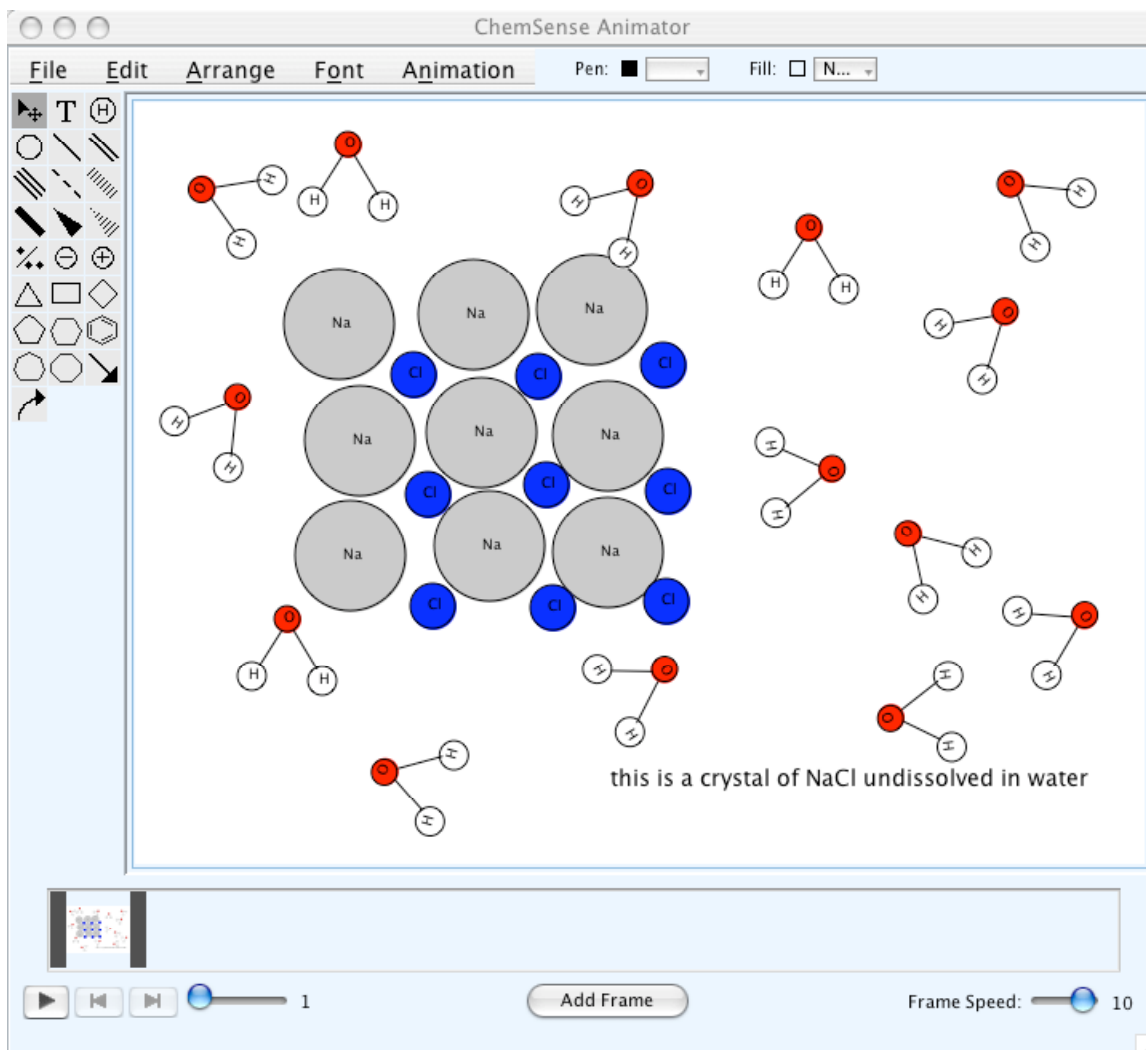 ChemSense Animator
File Edit Arrange Font Animation Pen: Fill: N...
T H
O H H
O H H
O H H
O H H
O H H
O H H
Na Na Na
Cl Cl Cl
O H H
Na Na Na
O H H
Cl Cl Cl
O H H
Na Na Na
Cl Cl Cl
O H H
O H H
O H H
O H H
O H H
this is a crystal of NaCl undissolved in water
1 Add Frame Frame Speed: 10